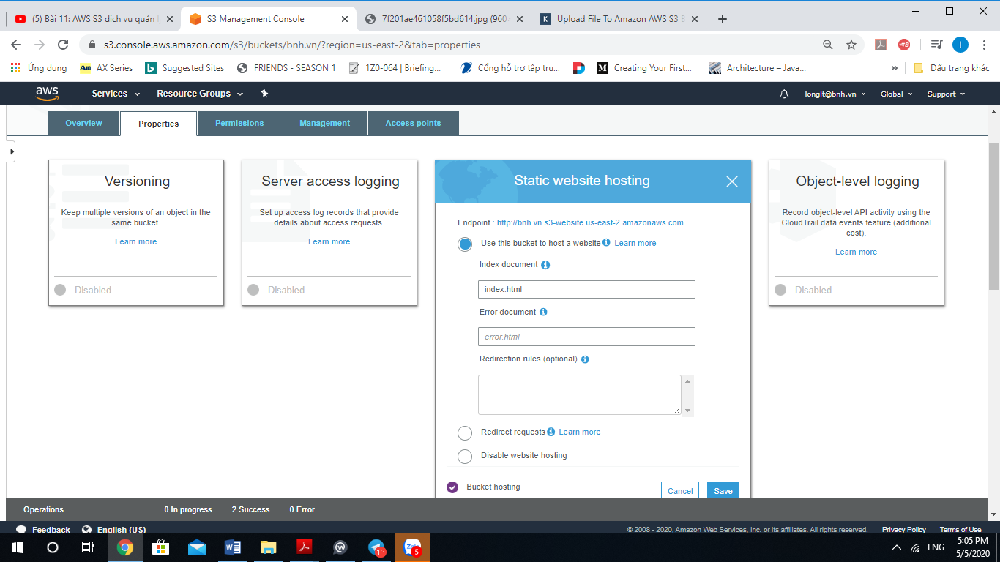 (5) Bài 11: AWS S3 dịch vụ quản
S3 Management Console
7f201ae461058f5bd614.jpg (960×
Upload File To Amazon AWS S3 B
s3.console.aws.amazon.com/s3/buckets/bnh.vn/?region=us-east-2&tab=properties
Ứng dụng
AX Series
Suggested Sites
FRIENDS - SEASON 1
1Z0-064 | Briefing...
Cổng hỗ trợ tập tru...
Creating Your First...
Architecture – Java...
»
Dấu trang khác
aws
Services
Resource Groups
longlt@bnh.vn
Global
Support
Overview
Properties
Permissions
Management
Access points
Versioning
Keep multiple versions of an object in the
same bucket.
Learn more
Disabled
Server access logging
Set up access log records that provide
details about access requests.
Learn more
Disabled
Static website hosting
Endpoint : http://bnh.vn.s3-website.us-east-2.amazonaws.com
Use this bucket to host a website Learn more
Index document
index.html
Error document
error.html
Redirection rules (optional)
Redirect requests Learn more
Disable website hosting
Bucket hosting
Cancel
Save
Object-level logging
Record object-level API activity using the
CloudTrail data events feature (additional
cost).
Learn more
Disabled
Operations
0 In progress
2 Success
0 Error
Feedback
English (US)
© 2008 - 2020, Amazon Web Services, Inc. or its affiliates. All rights reserved.
Privacy Policy
Terms of Use
13
5
ENG
5:05 PM
5/5/2020